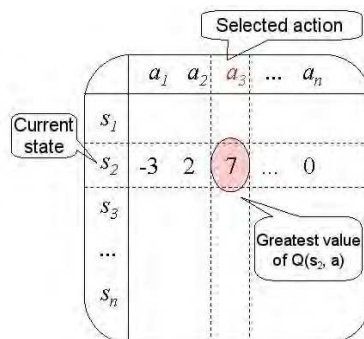 Selected action
a1 a2 a3 ... an
s1
Current
state
s2 -3 2 7 ... 0
s3
Greatest value
of Q(s2, a)
...
sn